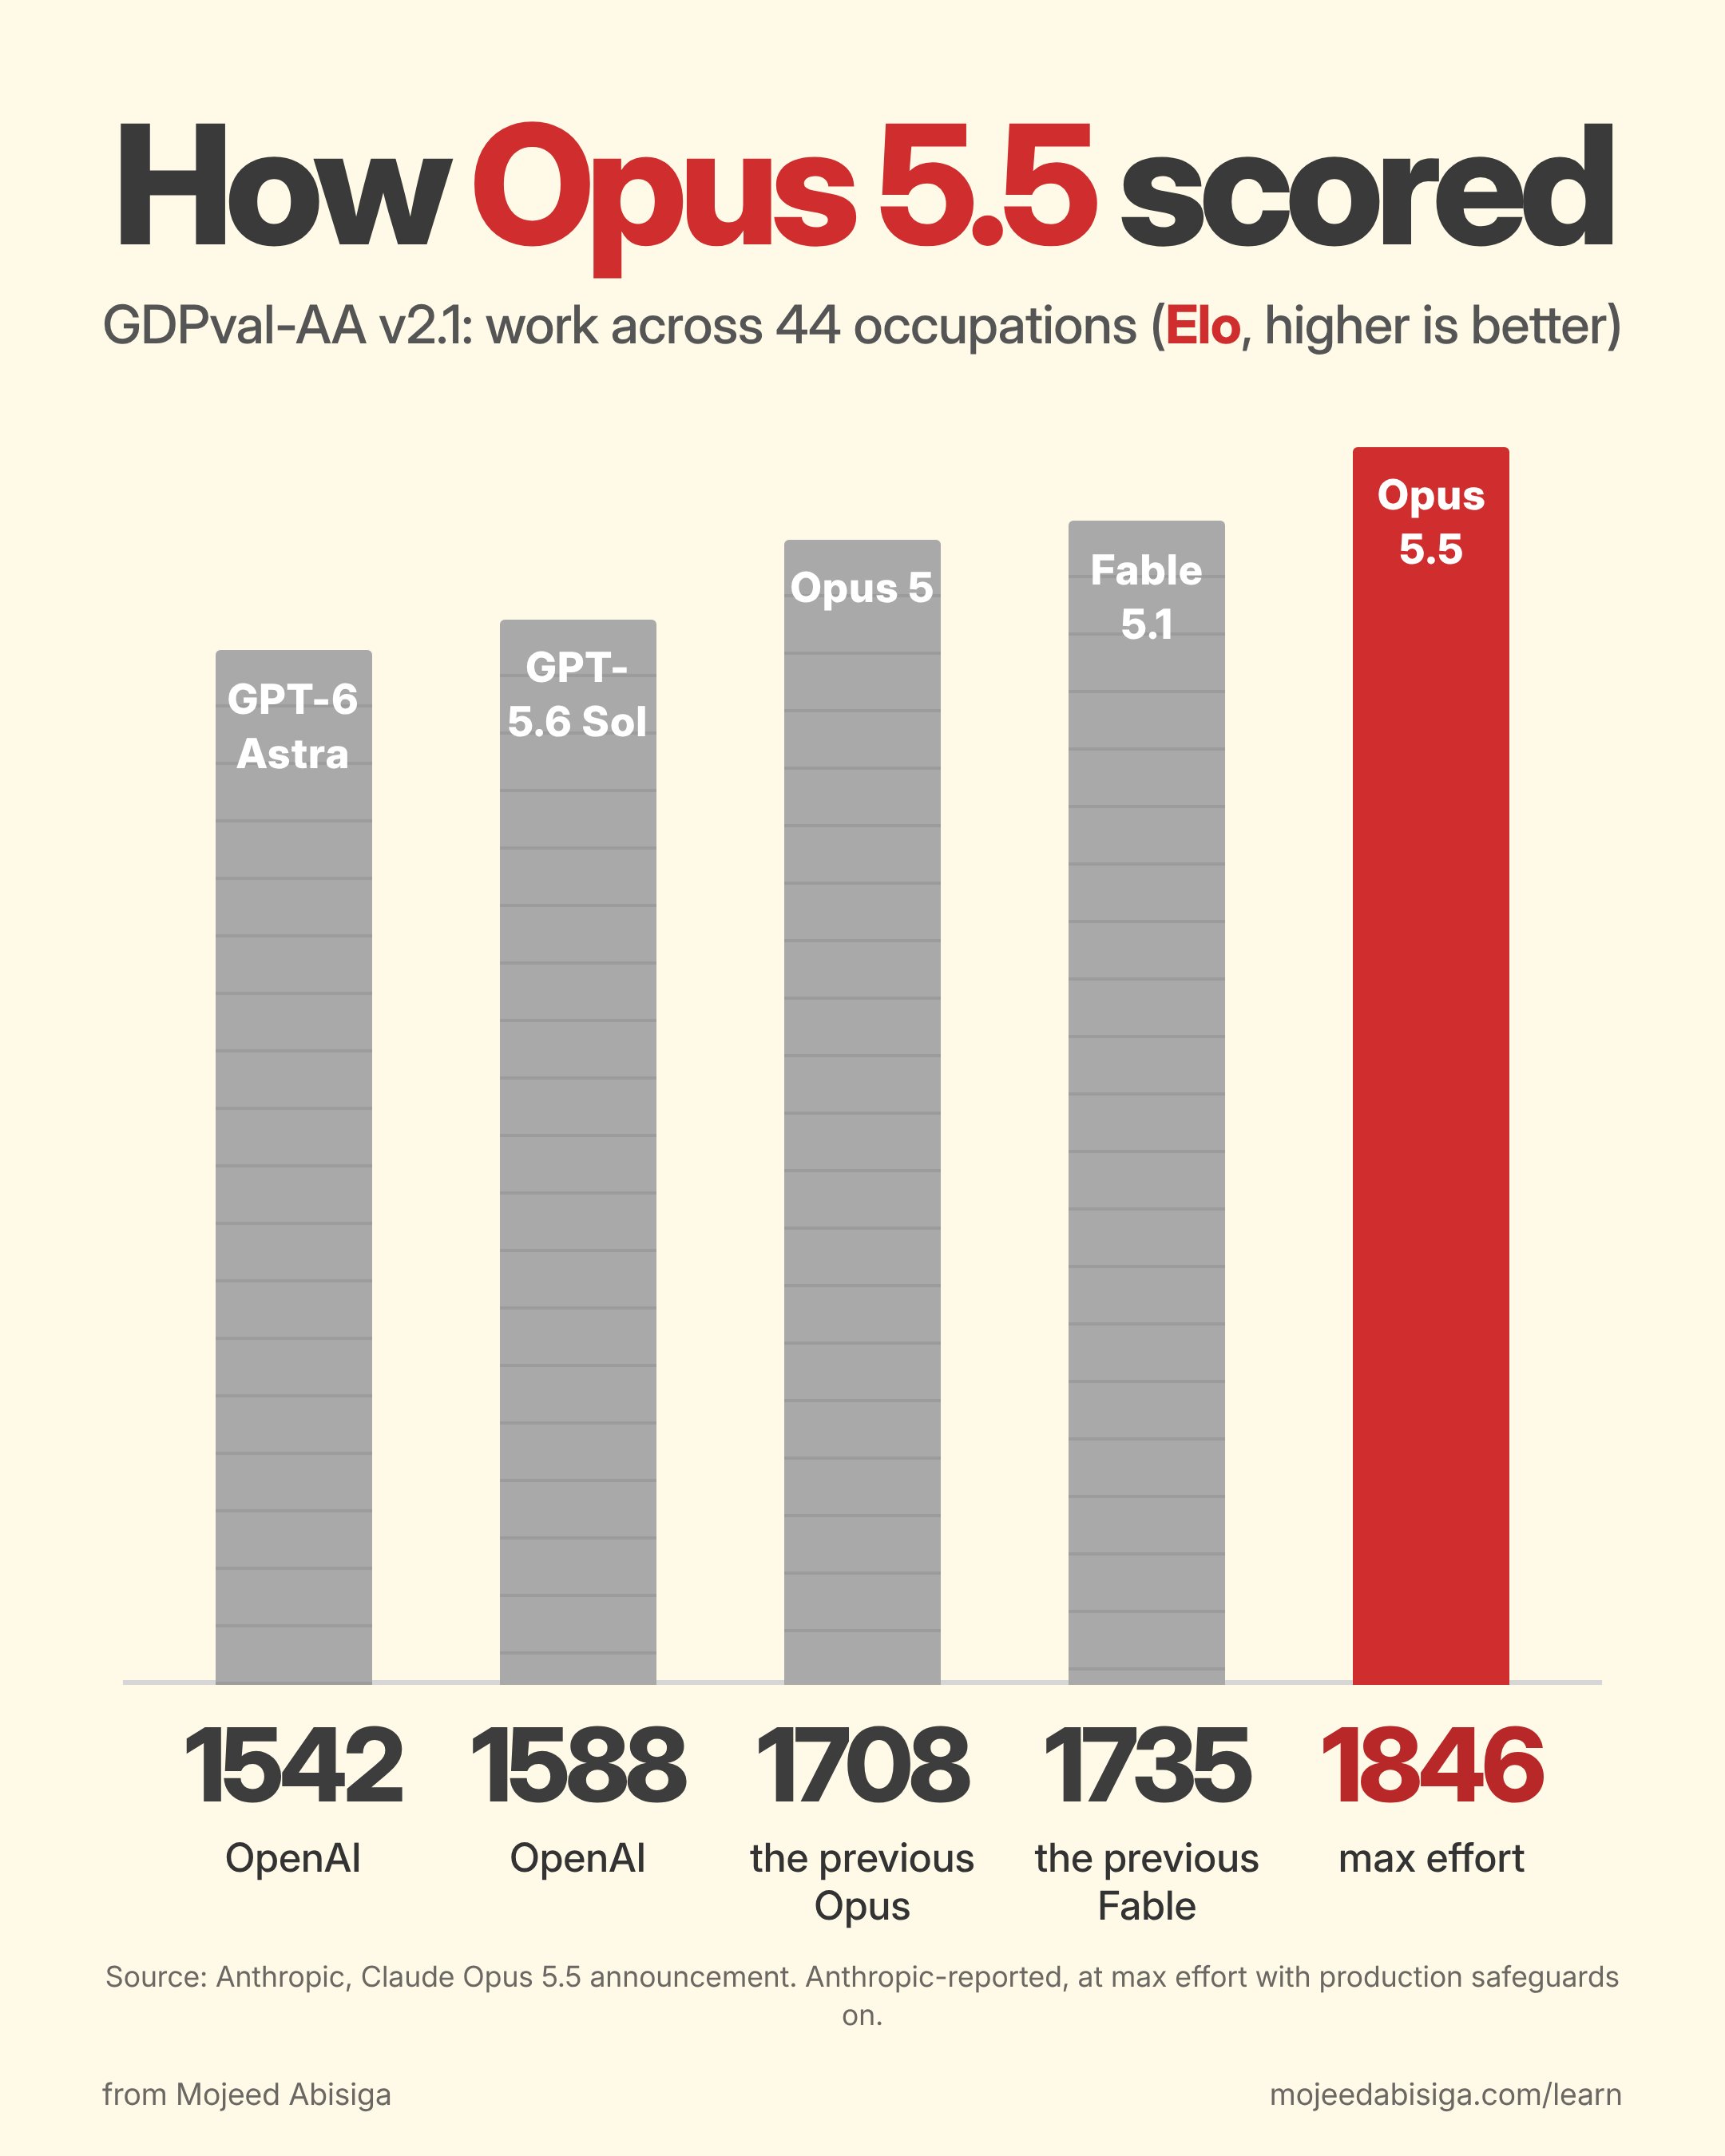 How Opus 5.5 scored
GDPval-AA v2.1: work across 44 occupations (Elo, higher is better)
GPT-6
Astra
GPT-
5.6 Sol
Opus 5
Fable
5.1
Opus
5.5
1542
OpenAI
1588
OpenAI
1708
the previous
Opus
1735
the previous
Fable
1846
max effort
Source: Anthropic, Claude Opus 5.5 announcement. Anthropic-reported, at max effort with production safeguards
on.
from Mojeed Abisiga
mojeedabisiga.com/learn